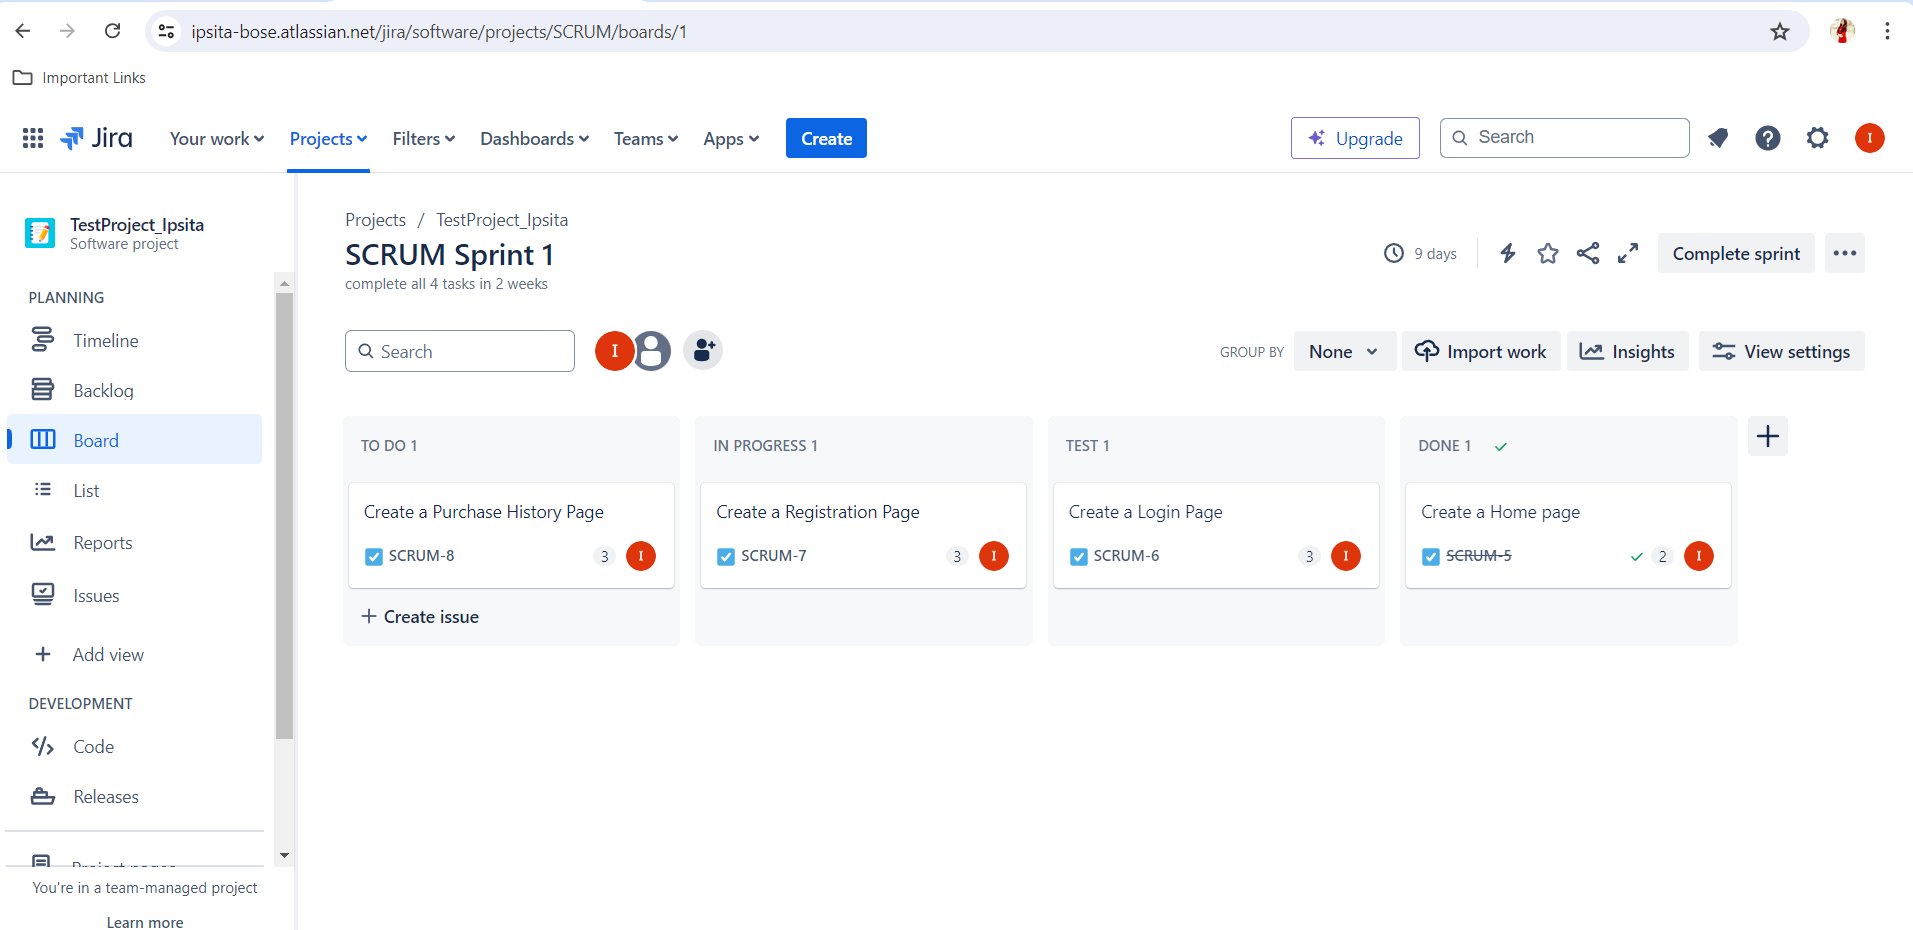 ipsita-bose.atlassian.net/jira/software/projects/SCRUM/boards/1
Important Links
Jira Your work Projects Filters Dashboards Teams Apps Create Upgrade Search I
TestProject_Ipsita
Software project
PLANNING
Timeline
Backlog
Board
List
Reports
Issues
Add view
DEVELOPMENT
Code
Releases
Project pages
You're in a team-managed project
Learn more
Projects / TestProject_Ipsita
SCRUM Sprint 1
complete all 4 tasks in 2 weeks
9 days Complete sprint
Search I GROUP BY None Import work Insights View settings
TO DO 1
Create a Purchase History Page
SCRUM-8 3 I
Create issue
IN PROGRESS 1
Create a Registration Page
SCRUM-7 3 I
TEST 1
Create a Login Page
SCRUM-6 3 I
DONE 1
Create a Home page
SCRUM-5 2 I